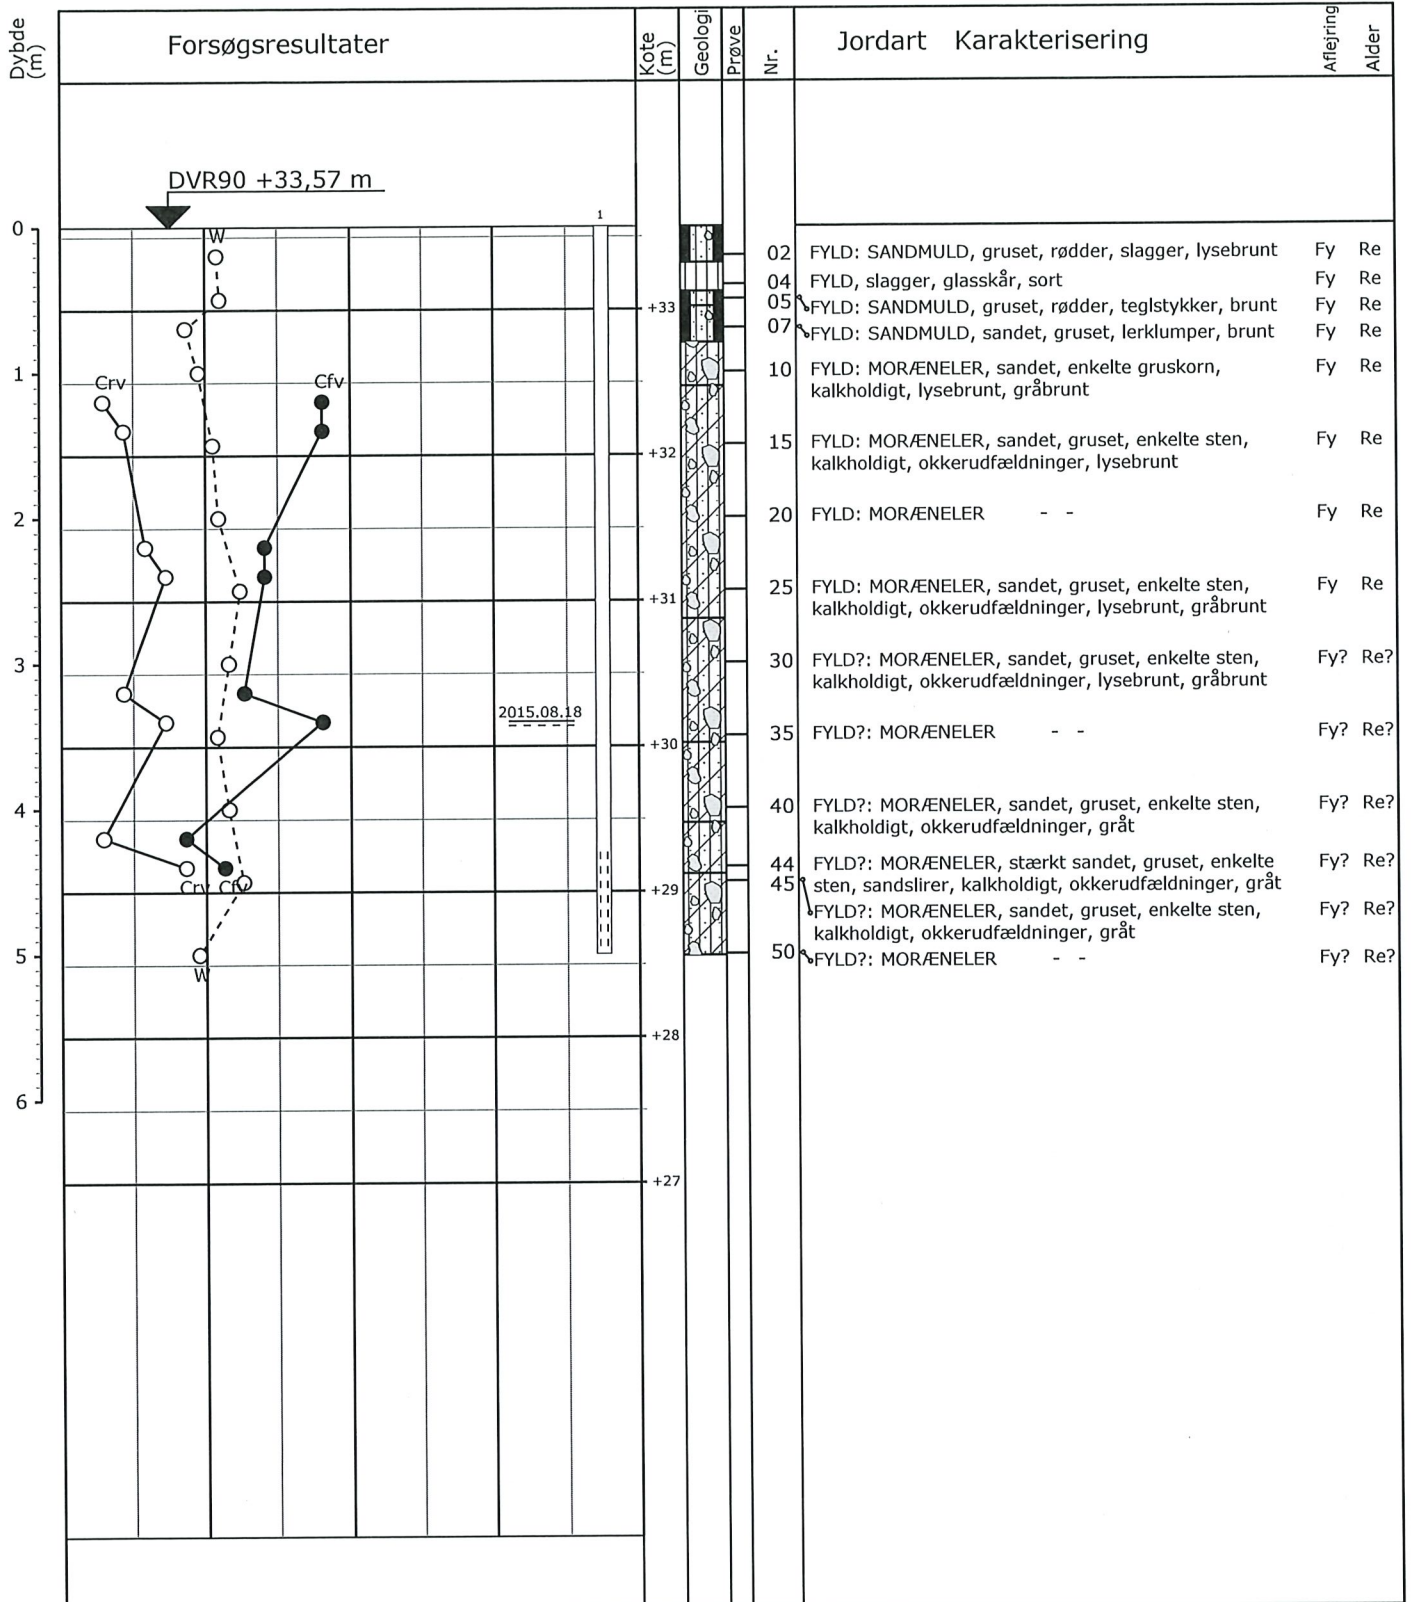 Dybde
(m)
Forsøgsresultater
Kote
(m)
Geologi
Prøve
Nr.
Jordart Karakterisering
Aflejring
Alder
DVR90 +33,57 m
1
0
W
02 FYLD: SANDMULD, gruset, rødder, slagger, lysebrunt Fy Re
04 FYLD, slagger, glasskår, sort Fy Re
+33
05 FYLD: SANDMULD, gruset, rødder, teglstykker, brunt Fy Re
07 FYLD: SANDMULD, sandet, gruset, lerklumper, brunt Fy Re
1
Crv
Cfv
10 FYLD: MORÆNELER, sandet, enkelte gruskorn, Fy Re
kalkholdigt, lysebrunt, gråbrunt
+32
15 FYLD: MORÆNELER, sandet, gruset, enkelte sten, Fy Re
kalkholdigt, okkerudfældninger, lysebrunt
2
20 FYLD: MORÆNELER - - Fy Re
+31
25 FYLD: MORÆNELER, sandet, gruset, enkelte sten, Fy Re
kalkholdigt, okkerudfældninger, lysebrunt, gråbrunt
3
30 FYLD?: MORÆNELER, sandet, gruset, enkelte sten, Fy? Re?
kalkholdigt, okkerudfældninger, lysebrunt, gråbrunt
2015.08.18
+30
35 FYLD?: MORÆNELER - - Fy? Re?
4
40 FYLD?: MORÆNELER, sandet, gruset, enkelte sten, Fy? Re?
kalkholdigt, okkerudfældninger, gråt
Crv Cfv
+29
44 FYLD?: MORÆNELER, stærkt sandet, gruset, enkelte Fy? Re?
sten, sandslirer, kalkholdigt, okkerudfældninger, gråt
45 FYLD?: MORÆNELER, sandet, gruset, enkelte sten, Fy? Re?
kalkholdigt, okkerudfældninger, gråt
5
W
50 FYLD?: MORÆNELER - - Fy? Re?
+28
6
+27